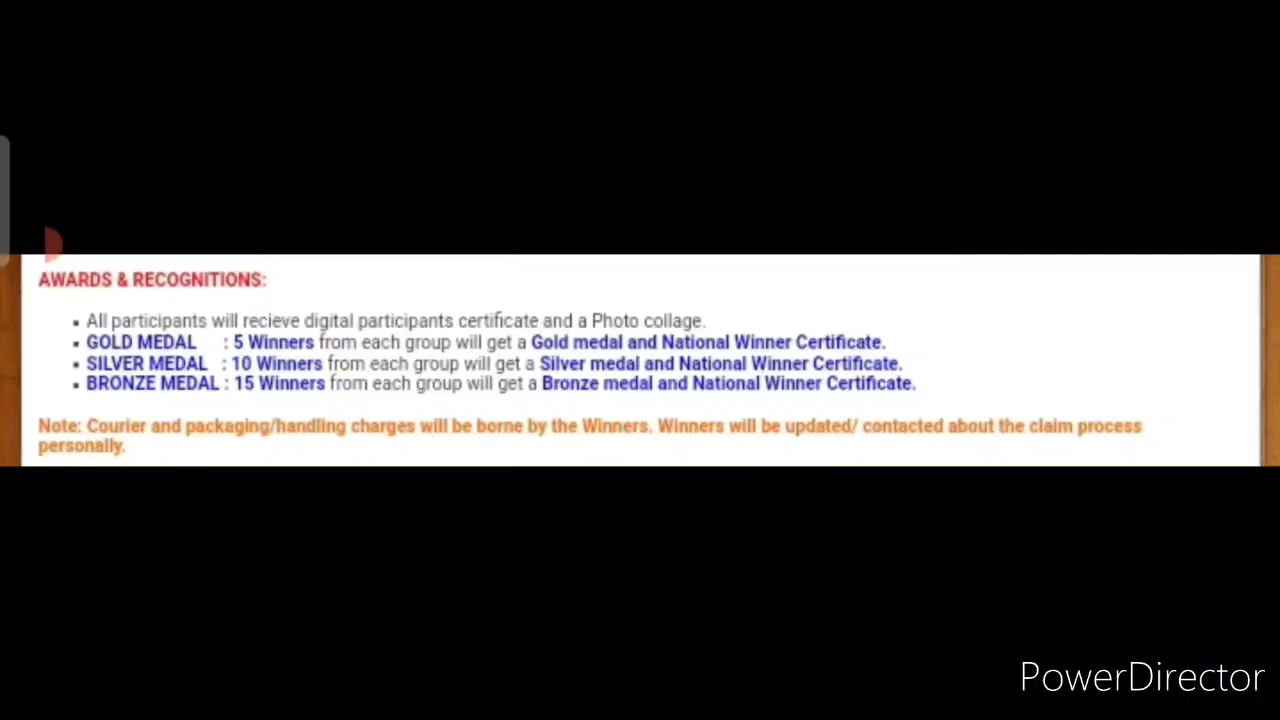 AWARDS & RECOGNITIONS:
▪ All participants will recieve digital participants certificate and a Photo collage.
▪ GOLD MEDAL : 5 Winners from each group will get a Gold medal and National Winner Certificate.
▪ SILVER MEDAL : 10 Winners from each group will get a Silver medal and National Winner Certificate.
▪ BRONZE MEDAL : 15 Winners from each group will get a Bronze medal and National Winner Certificate.
Note: Courier and packaging/handling charges will be borne by the Winners. Winners will be updated/ contacted about the claim process
personally.
PowerDirector